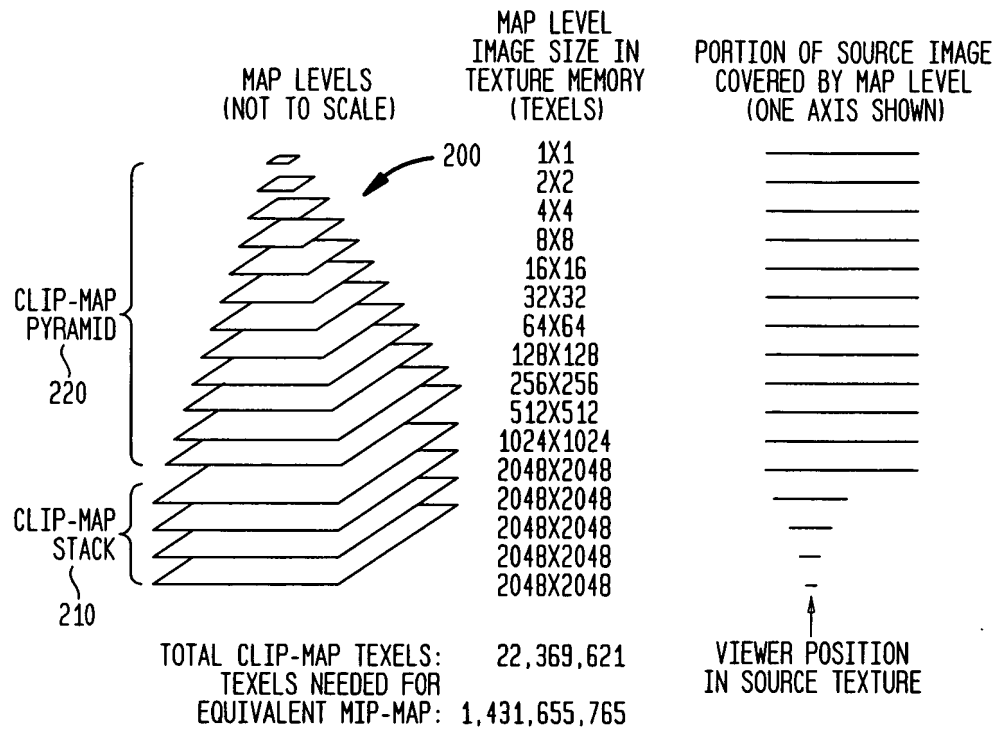 MAP LEVELS
(NOT TO SCALE)
MAP LEVEL
IMAGE SIZE IN
TEXTURE MEMORY
(TEXELS)
PORTION OF SOURCE IMAGE
COVERED BY MAP LEVEL
(ONE AXIS SHOWN)
200
CLIP-MAP
PYRAMID
220
CLIP-MAP
STACK
210
1X1
2X2
4X4
8X8
16X16
32X32
64X64
128X128
256X256
512X512
1024X1024
2048X2048
2048X2048
2048X2048
2048X2048
2048X2048
VIEWER POSITION
IN SOURCE TEXTURE
TOTAL CLIP-MAP TEXELS: 22,369,621
TEXELS NEEDED FOR
EQUIVALENT MIP-MAP: 1,431,655,765